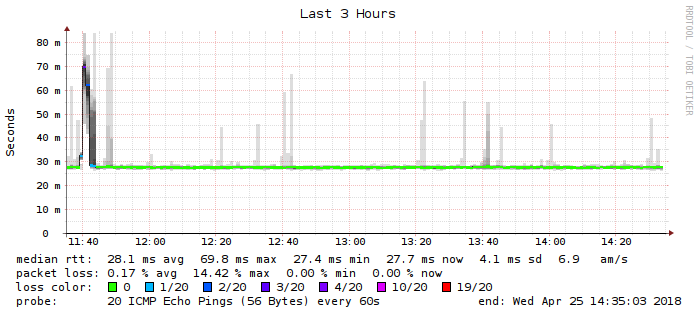 Last 3 Hours
RRDTOOL / TOBI OETIKER
Seconds
80 m
70 m
60 m
50 m
40 m
30 m
20 m
10 m
0
11:40 12:00 12:20 12:40 13:00 13:20 13:40 14:00 14:20
median rtt: 28.1 ms avg 69.8 ms max 27.4 ms min 27.7 ms now 4.1 ms sd 6.9 am/s
packet loss: 0.17 % avg 14.42 % max 0.00 % min 0.00 % now
loss color: 0 1/20 2/20 3/20 4/20 10/20 19/20
probe: 20 ICMP Echo Pings (56 Bytes) every 60s end: Wed Apr 25 14:35:03 2018